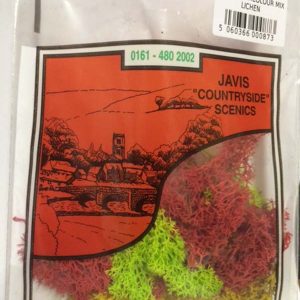 COLOUR MIX
LICHEN
5 060366 000873
0161 - 480 2002
JAVIS
"COUNTRYSIDE"
SCENICS